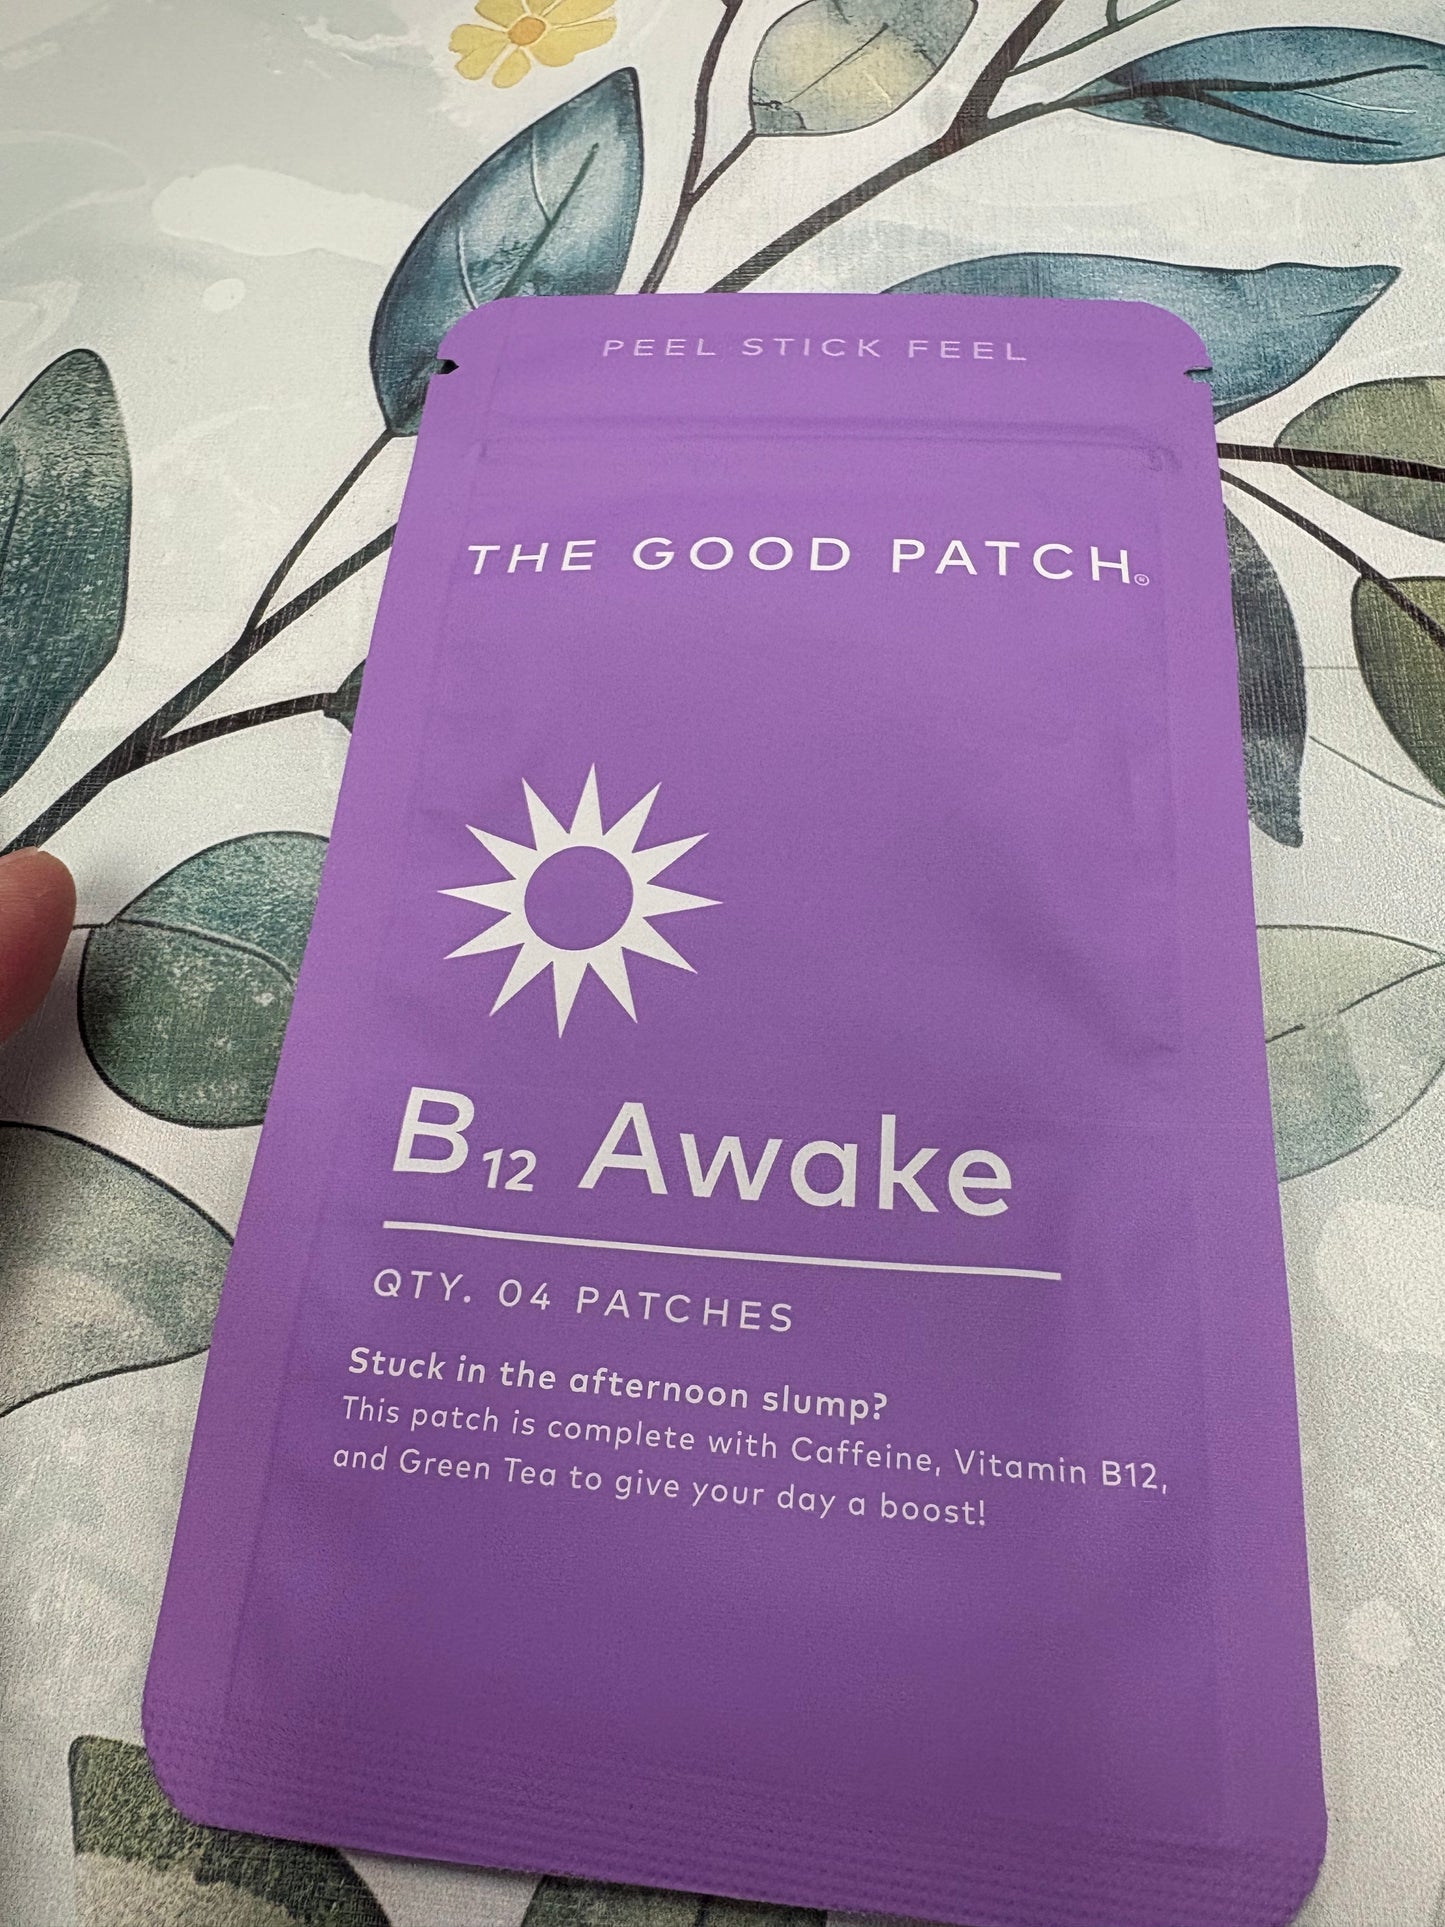 PEEL STICK FEEL
THE GOOD PATCH®
B12 Awake
QTY. 04 PATCHES
Stuck in the afternoon slump?
This patch is complete with Caffeine, Vitamin B12,
and Green Tea to give your day a boost!